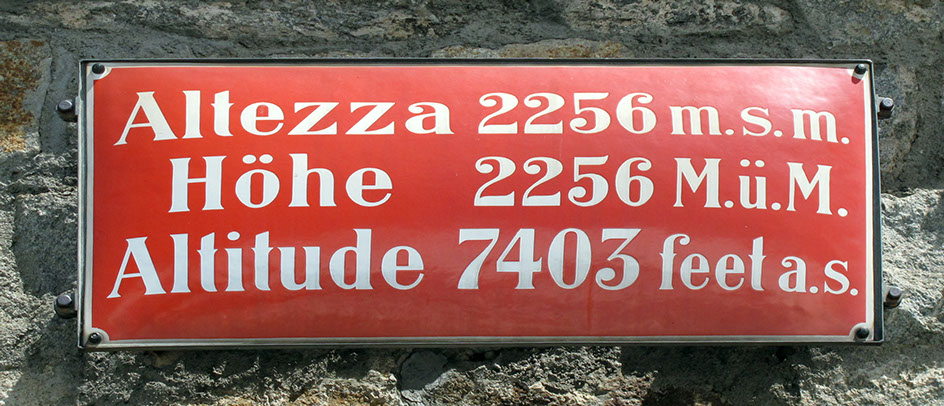 Altezza 2256 m.s.m.
Höhe 2256 M.ü.M.
Altitude 7403 feet a.s.